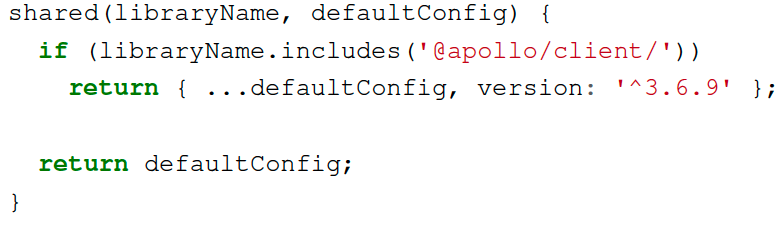 shared(libraryName, defaultConfig) {
  if (libraryName.includes('@apollo/client/'))
    return { ...defaultConfig, version: '^3.6.9' };

  return defaultConfig;
}